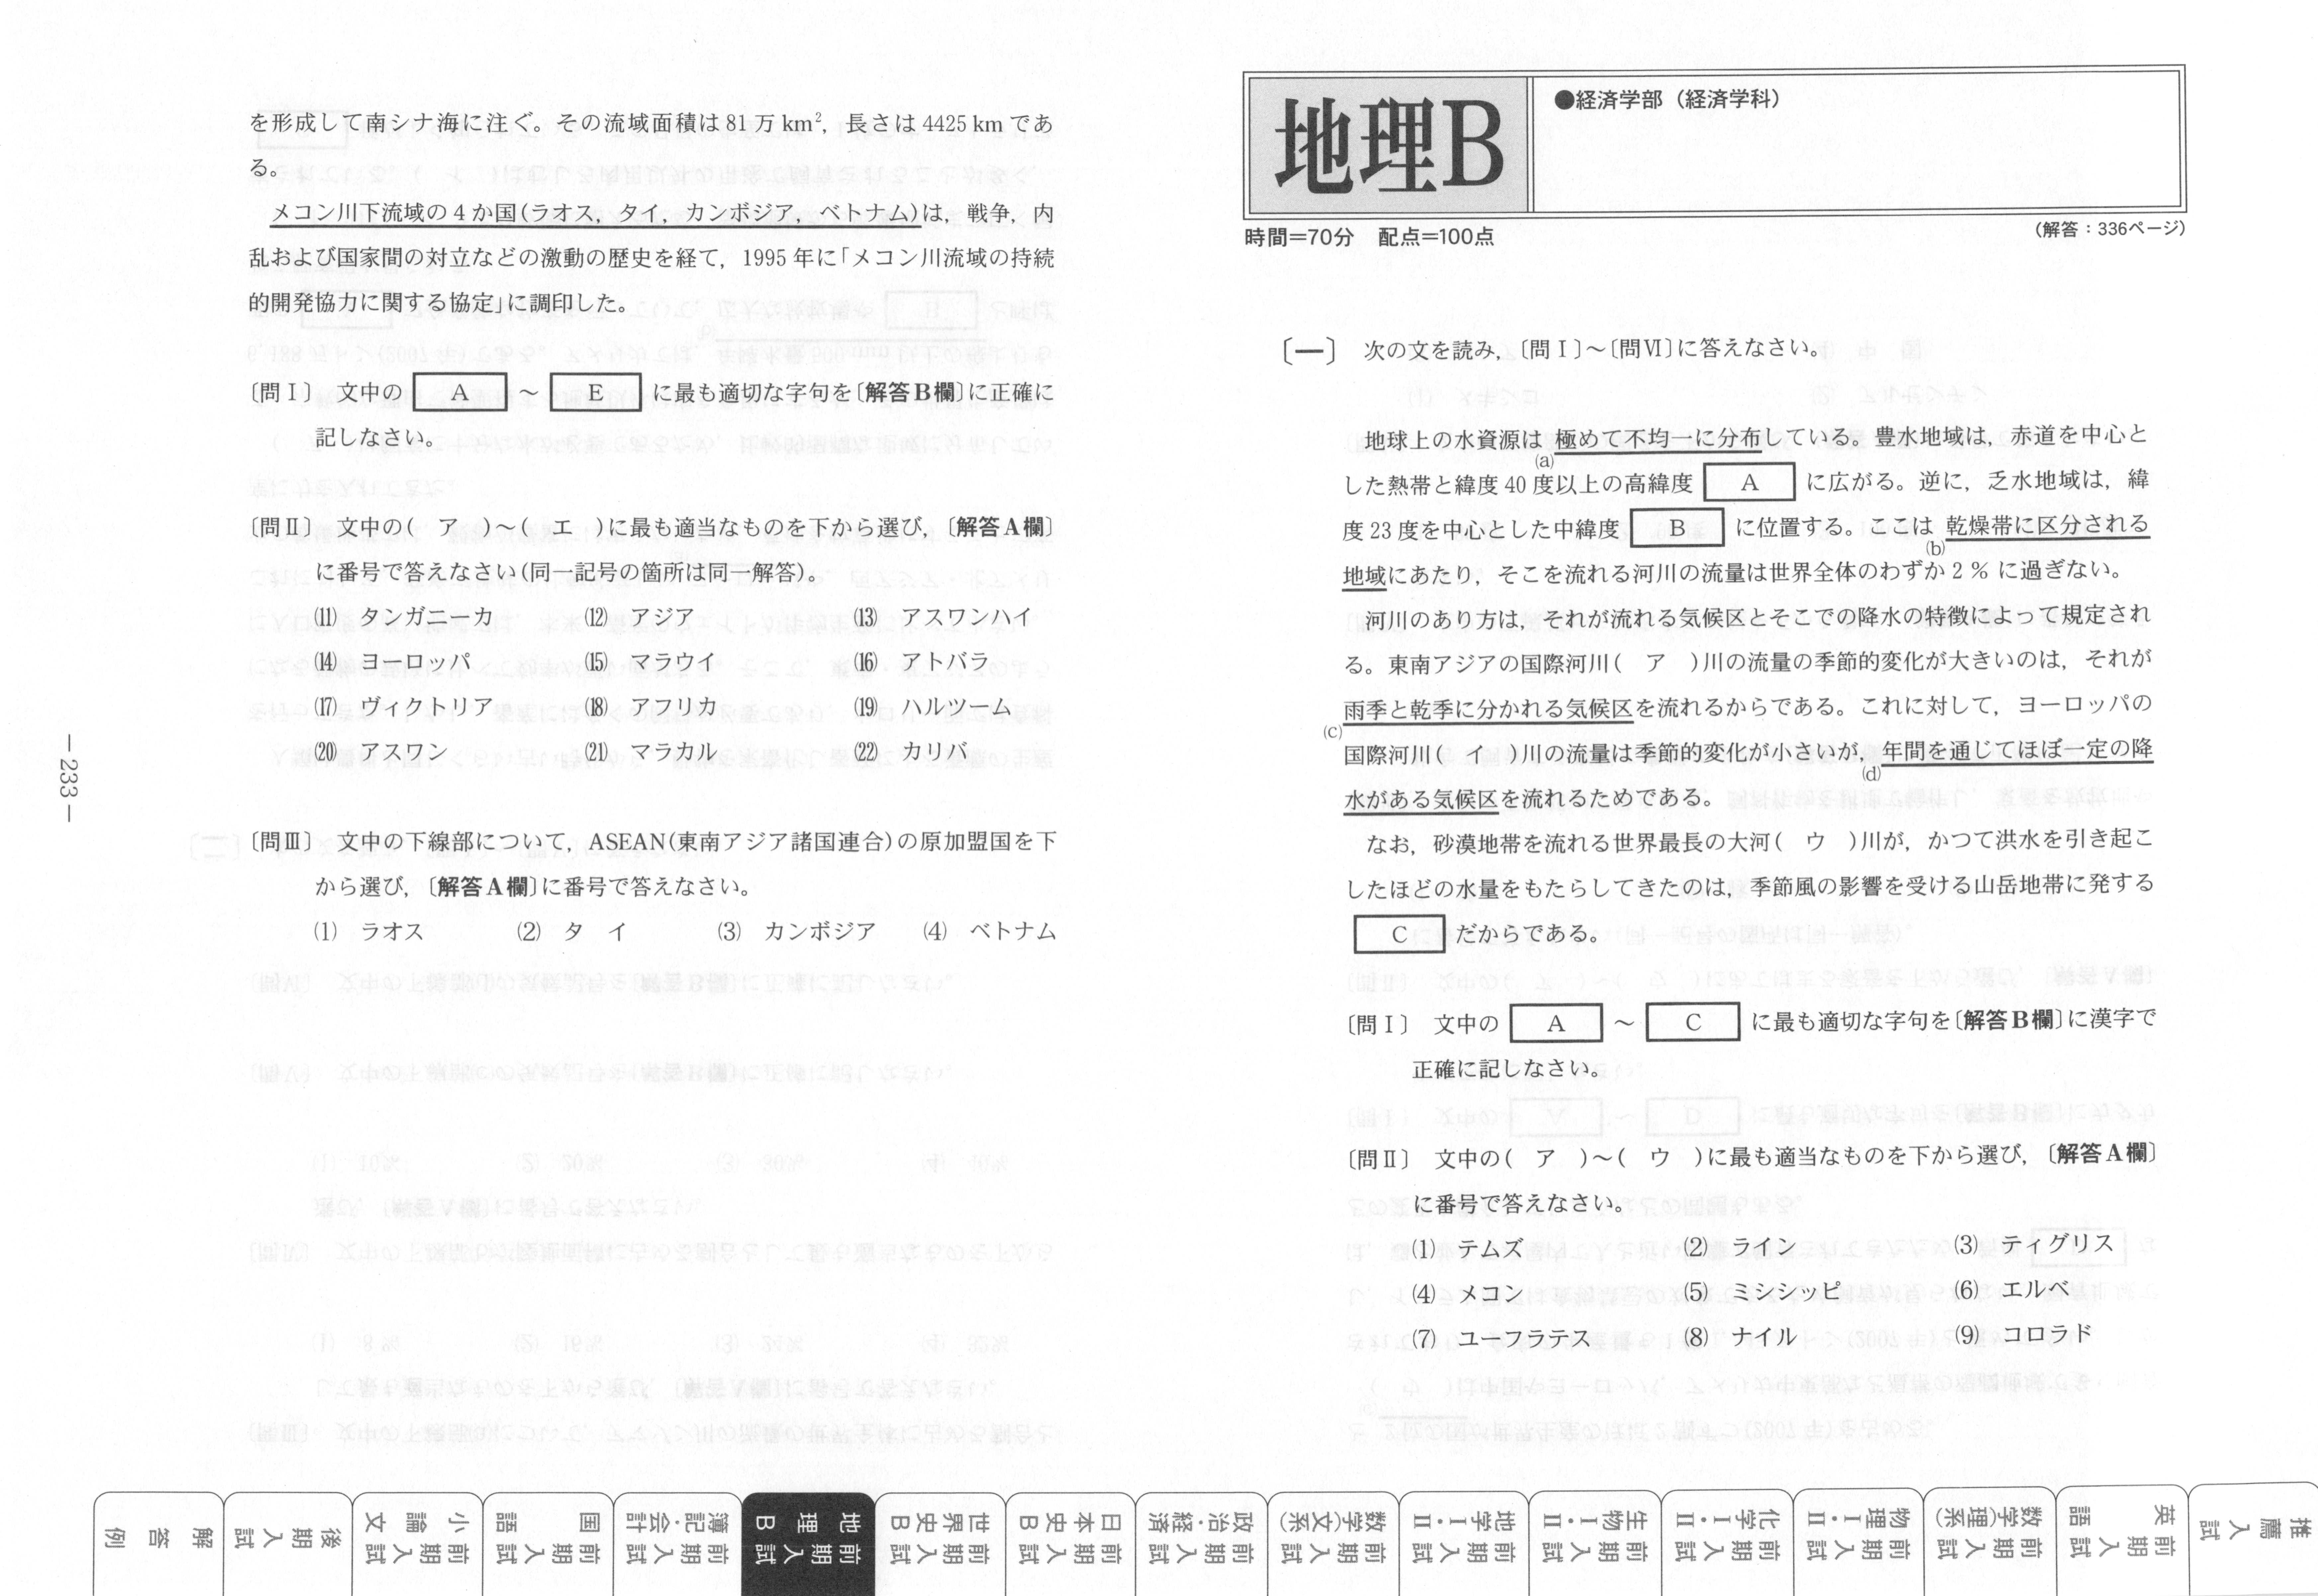 を形成して南シナ海に注ぐ。その流域面積は81万km²，長さは4425kmであ
る。
メコン川下流域の4か国(ラオス，タイ，カンボジア，ベトナム)は，戦争，内
乱および国家間の対立などの激動の歴史を経て，1995年に「メコン川流域の持続
的開発協力に関する協定」に調印した。
〔問Ⅰ〕 文中の A ～ E に最も適切な字句を〔解答B欄〕に正確に
記しなさい。
〔問Ⅱ〕 文中の( ア )～( エ )に最も適当なものを下から選び，〔解答A欄〕
に番号で答えなさい(同一記号の箇所は同一解答)。
⑾ タンガニーカ ⑿ アジア ⒀ アスワンハイ
⒁ ヨーロッパ ⒂ マラウイ ⒃ アトバラ
⒄ ヴィクトリア ⒅ アフリカ ⒆ ハルツーム
⒇ アスワン (21) マラカル (22) カリバ
〔問Ⅲ〕 文中の下線部について，ASEAN(東南アジア諸国連合)の原加盟国を下
から選び，〔解答A欄〕に番号で答えなさい。
⑴ ラオス ⑵ タ イ ⑶ カンボジア ⑷ ベトナム
—233—
地理B
●経済学部（経済学科）
時間=70分 配点=100点
（解答：336ページ）
〔一〕 次の文を読み，〔問Ⅰ〕～〔問Ⅵ〕に答えなさい。
地球上の水資源は極めて不均一に分布している。豊水地域は，赤道を中心と
(a)
した熱帯と緯度40度以上の高緯度 A に広がる。逆に，乏水地域は，緯
度23度を中心とした中緯度 B に位置する。ここは乾燥帯に区分される
(b)
地域にあたり，そこを流れる河川の流量は世界全体のわずか2％に過ぎない。
河川のあり方は，それが流れる気候区とそこでの降水の特徴によって規定され
る。東南アジアの国際河川( ア )川の流量の季節的変化が大きいのは，それが
雨季と乾季に分かれる気候区を流れるからである。これに対して，ヨーロッパの
(c)
国際河川( イ )川の流量は季節的変化が小さいが，年間を通じてほぼ一定の降
(d)
水がある気候区を流れるためである。
なお，砂漠地帯を流れる世界最長の大河( ウ )川が，かつて洪水を引き起こ
したほどの水量をもたらしてきたのは，季節風の影響を受ける山岳地帯に発する
C だからである。
〔問Ⅰ〕 文中の A ～ C に最も適切な字句を〔解答B欄〕に漢字で
正確に記しなさい。
〔問Ⅱ〕 文中の( ア )～( ウ )に最も適当なものを下から選び，〔解答A欄〕
に番号で答えなさい。
⑴ テムズ ⑵ ライン ⑶ ティグリス
⑷ メコン ⑸ ミシシッピ ⑹ エルベ
⑺ ユーフラテス ⑻ ナイル ⑼ コロラド
解答例
後期入試
前期入試 小論文
前期入試 国語
前期入試 簿記・会計
前期入試 地理B
前期入試 世界史B
前期入試 日本史B
前期入試 政治・経済
前期入試 数学(文系)
前期入試 地学Ⅰ・Ⅱ
前期入試 生物Ⅰ・Ⅱ
前期入試 化学Ⅰ・Ⅱ
前期入試 物理Ⅰ・Ⅱ
前期入試 数学(理系)
前期入試 英語
推薦入試